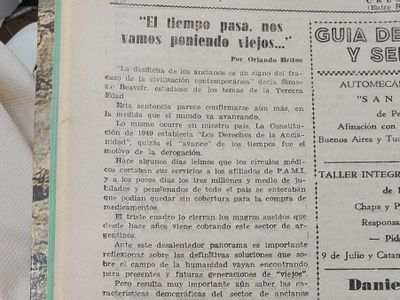 "El tiempo pasa, nos
vamos poniendo viejos..."
Por Orlando Britos
"La desdicha de los ancianos es un signo del fra-
caso de la civilización contemporánea" decía Simo-
ne Beavoir, estudioso de los temas de la Tercera
Edad
Esta sentencia parece confirmarse aún más, en
la medida que el mundo va avanzando.
Lo mismo ocurre en nuestro país. La Constitu-
ción de 1949 establecía "Los Derechos de la Ancia-
nidad", quizás el "avance" de los tiempos fue el
motivo de la derogación.
Hace algunos días leímos que los círculos médi-
cos cortaban sus servicios a los afiliados de P.A.M.I.
y a los pocos días los tres millones y medio de ju-
bilados y pensionados de todo el país se enteraban
que podían quedar sin cobertura para la compra de
medicamentos.
El triste cuadro lo cierran los magros sueldos que
desde hace años viene cobrando este sector de ar-
gentinos.
Ante este desalentador panorama es importante
reflexionar sobre las definitivas soluciones que so-
bre el campo de la humanidad vayan encontrando
para presentes y futuras generaciones de "viejos".
Pero resulta muy importante aún saber las ca-
racterísticas demográficas del sector de ancianos
(Entre
GUIA DE
Y SE
AUTOMECA
"SAN
de Pe
Afinación con
Buenos Aires y Tuc
TALLER INTEGR
de
Chapa y P
Responsa
— Pid
9 de Julio y Catam
Danie